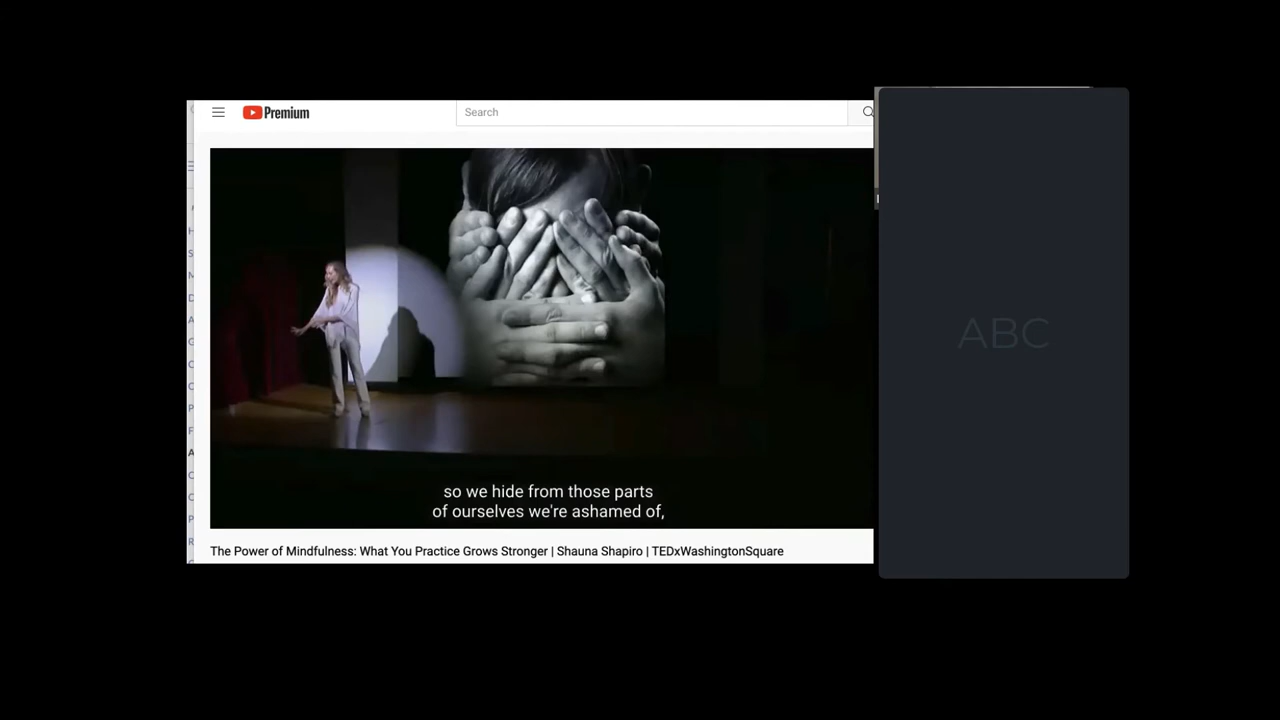 Premium
Search
so we hide from those parts
of ourselves we're ashamed of,
The Power of Mindfulness: What You Practice Grows Stronger | Shauna Shapiro | TEDxWashingtonSquare
ABC